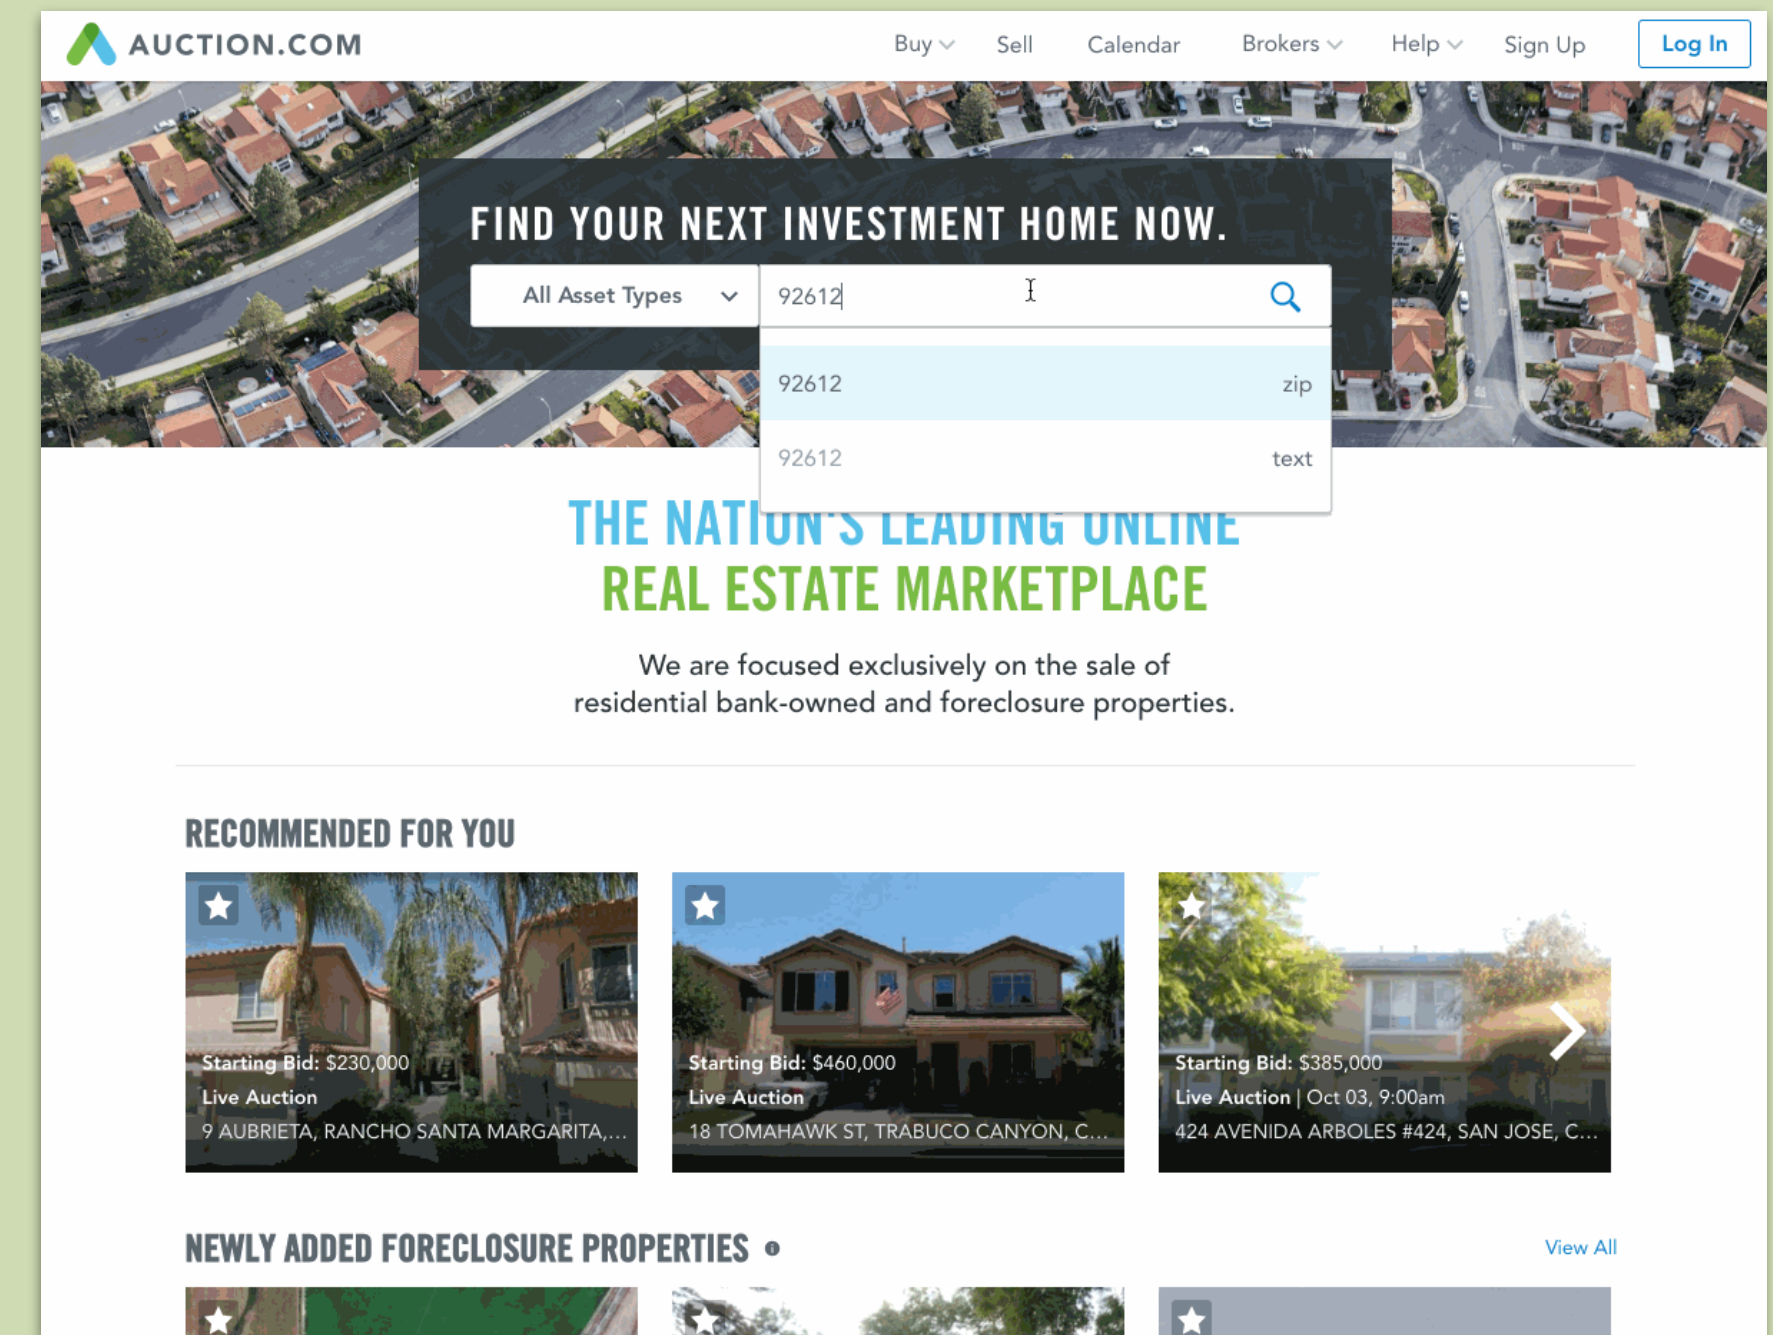 AUCTION.COM
Buy Sell Calendar Brokers Help Sign Up Log In
FIND YOUR NEXT INVESTMENT HOME NOW.
All Asset Types 92612
92612 zip
92612 text
THE NATION'S LEADING ONLINE
REAL ESTATE MARKETPLACE
We are focused exclusively on the sale of
residential bank-owned and foreclosure properties.
RECOMMENDED FOR YOU
Starting Bid: $230,000
Live Auction
9 AUBRIETA, RANCHO SANTA MARGARITA,...
Starting Bid: $460,000
Live Auction
18 TOMAHAWK ST, TRABUCO CANYON, C...
Starting Bid: $385,000
Live Auction | Oct 03, 9:00am
424 AVENIDA ARBOLES #424, SAN JOSE, C...
NEWLY ADDED FORECLOSURE PROPERTIES
View All